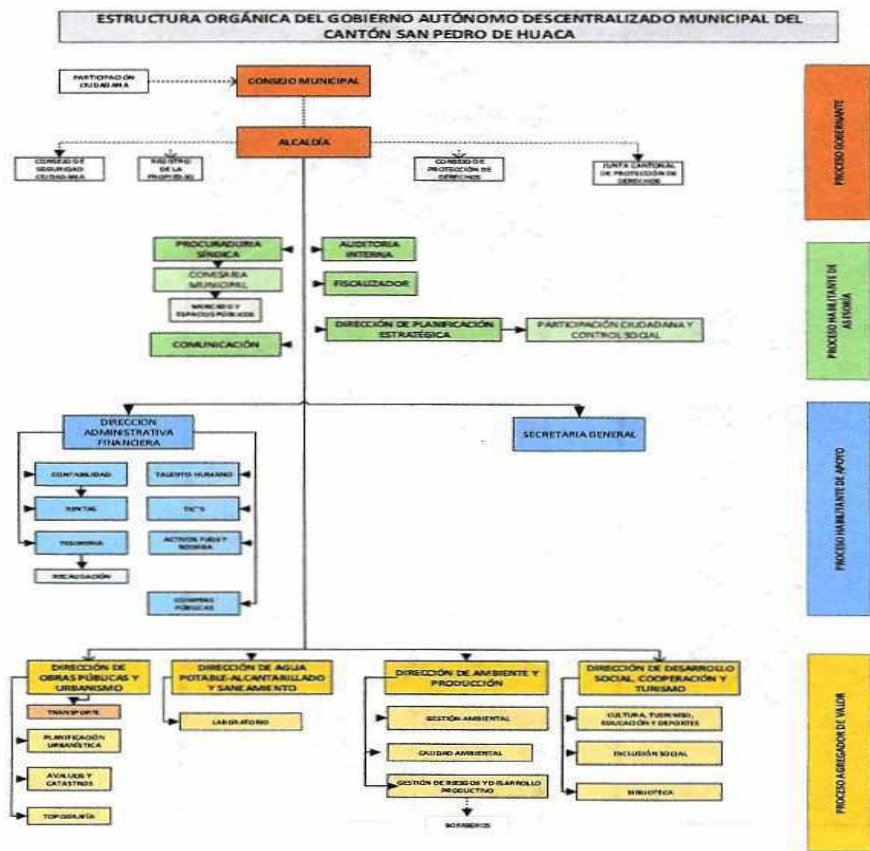 ESTRUCTURA ORGÁNICA DEL GOBIERNO AUTÓNOMO DESCENTRALIZADO MUNICIPAL DEL
CANTÓN SAN PEDRO DE HUACA
PARTICIPACIÓN
CIUDADANA
CONSEJO MUNICIPAL
ALCALDÍA
CONSEJO DE
SEGURIDAD
CIUDADANA
REGISTRO
DE LA
PROPIEDAD
CONSEJO DE
PROTECCIÓN DE
DERECHOS
JUNTA CANTONAL
DE PROTECCIÓN DE
DERECHOS
PROCESO GOBERNANTE
PROCURADURIA
SÍNDICA
AUDITORIA
INTERNA
COMISARIA
MUNICIPAL
FISCALIZADOR
MERCADO Y
ESPACIOS PÚBLICOS
DIRECCIÓN DE PLANIFICACIÓN
ESTRATÉGICA
PARTICIPACIÓN CIUDADANA Y
CONTROL SOCIAL
COMUNICACIÓN
PROCESO HABILITANTE DE
ASESORÍA
DIRECCION
ADMINISTRATIVA
FINANCIERA
SECRETARIA GENERAL
CONTABILIDAD
TALENTO HUMANO
RENTAS
TIC'S
TESORERIA
ACTIVOS FIJOS Y
BODEGA
RECAUDACIÓN
COMPRAS
PÚBLICAS
PROCESO HABILITANTE DE APOYO
DIRECCIÓN DE
OBRAS PÚBLICAS Y
URBANISMO
DIRECCIÓN DE AGUA
POTABLE-ALCANTARILLADO
Y SANEAMIENTO
DIRECCIÓN DE AMBIENTE Y
PRODUCCIÓN
DIRECCIÓN DE DESARROLLO
SOCIAL, COOPERACIÓN Y
TURISMO
TRANSPORTE
PLANIFICACIÓN
URBANÍSTICA
AVALUOS Y
CATASTROS
TOPOGRAFÍA
LABORATORIO
GESTIÓN AMBIENTAL
CALIDAD AMBIENTAL
GESTIÓN DE RIESGOS Y DESARROLLO
PRODUCTIVO
BOMBEROS
CULTURA, TURISMO,
EDUCACIÓN Y DEPORTES
INCLUSIÓN SOCIAL
BIBLIOTECA
PROCESO AGREGADOR DE VALOR